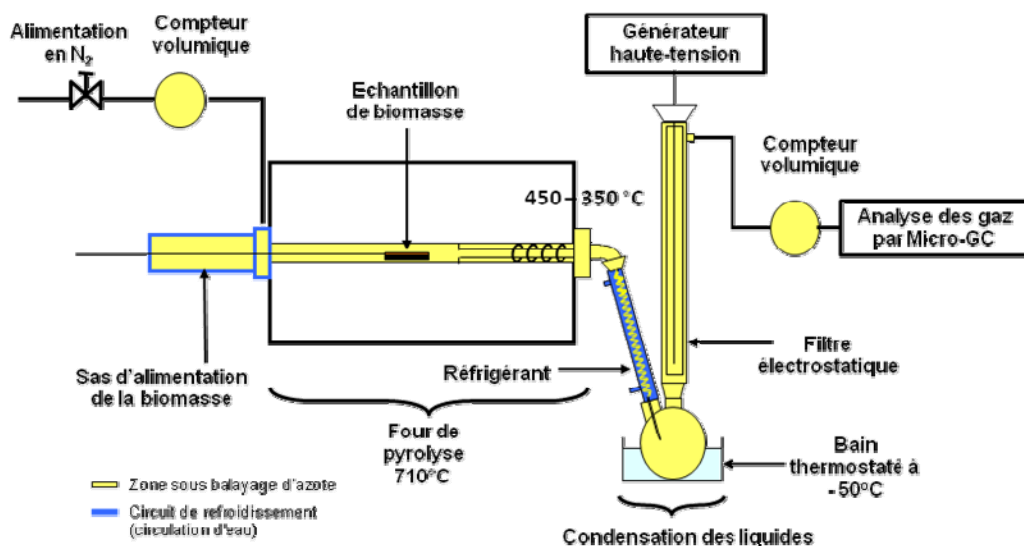 Alimentation
en N₂
Compteur
volumique
Générateur
haute-tension
Echantillon
de biomasse
Compteur
volumique
450 – 350 °C
Analyse des gaz
par Micro-GC
Sas d'alimentation
de la biomasse
Réfrigérant
Filtre
électrostatique
Four de
pyrolyse
710°C
Bain
thermostaté à
-50°C
Zone sous balayage d'azote
Circuit de refroidissement
(circulation d'eau)
Condensation des liquides